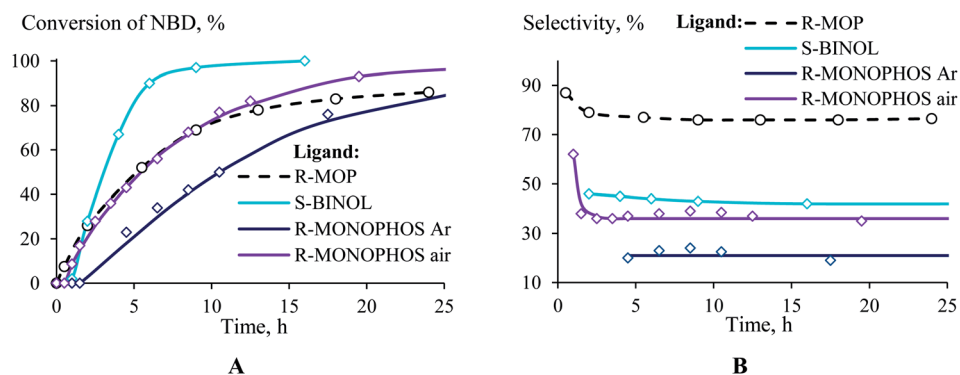 Conversion of NBD, %
100
80
60
40
20
0
0
5
10
15
20
25
Time, h
Ligand:
R-MOP
S-BINOL
R-MONOPHOS Ar
R-MONOPHOS air
A
Selectivity, %
Ligand:
R-MOP
S-BINOL
R-MONOPHOS Ar
R-MONOPHOS air
90
70
50
30
10
0
5
10
15
20
25
Time, h
B